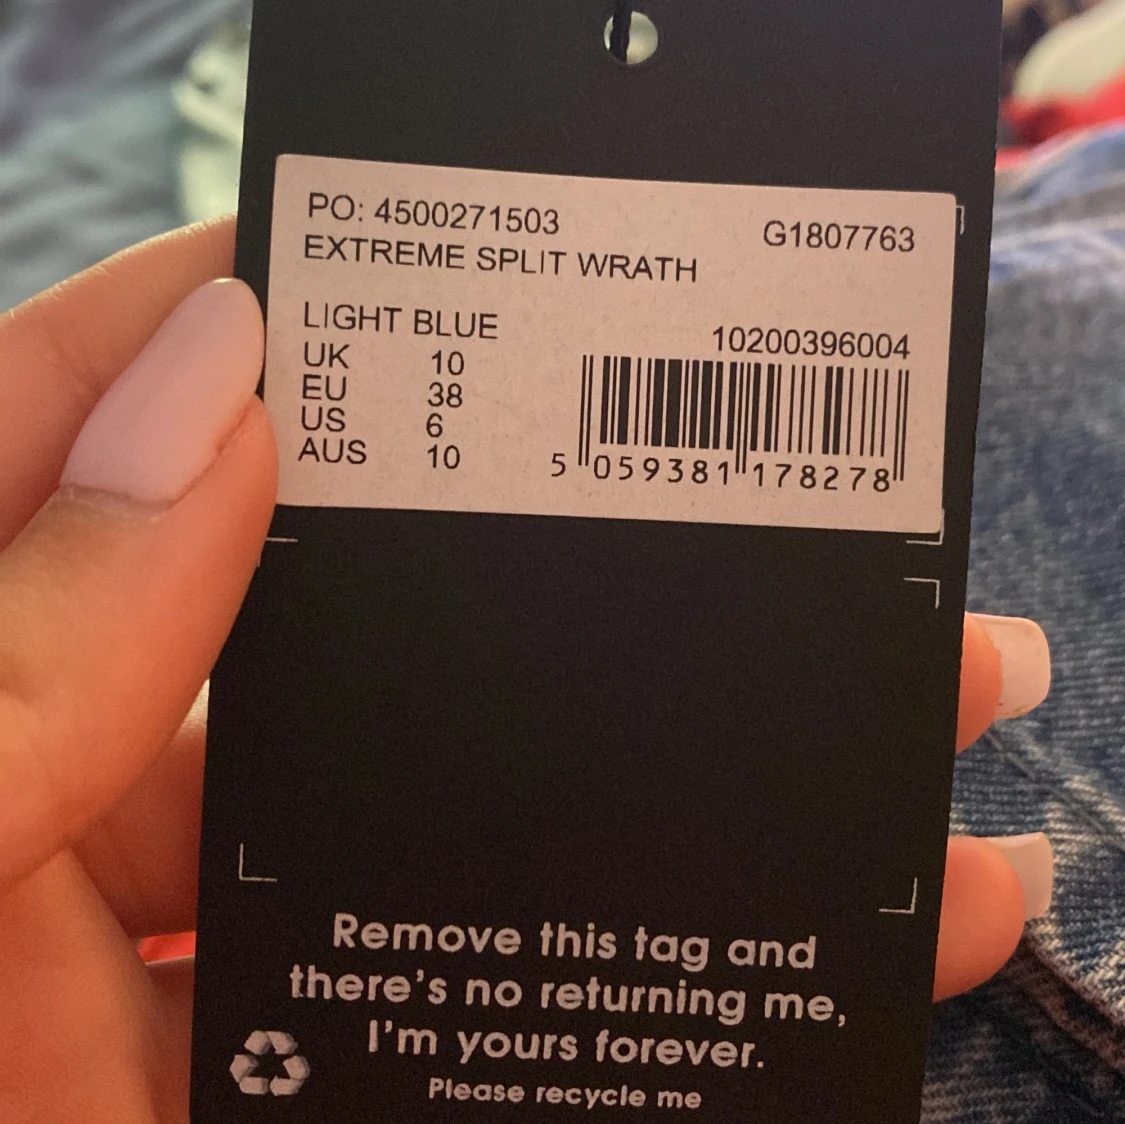 PO: 4500271503 G1807763
EXTREME SPLIT WRATH
LIGHT BLUE 10200396004
UK 10
EU 38
US 6
AUS 10
5 059381 178278
Remove this tag and
there's no returning me,
I'm yours forever.
Please recycle me